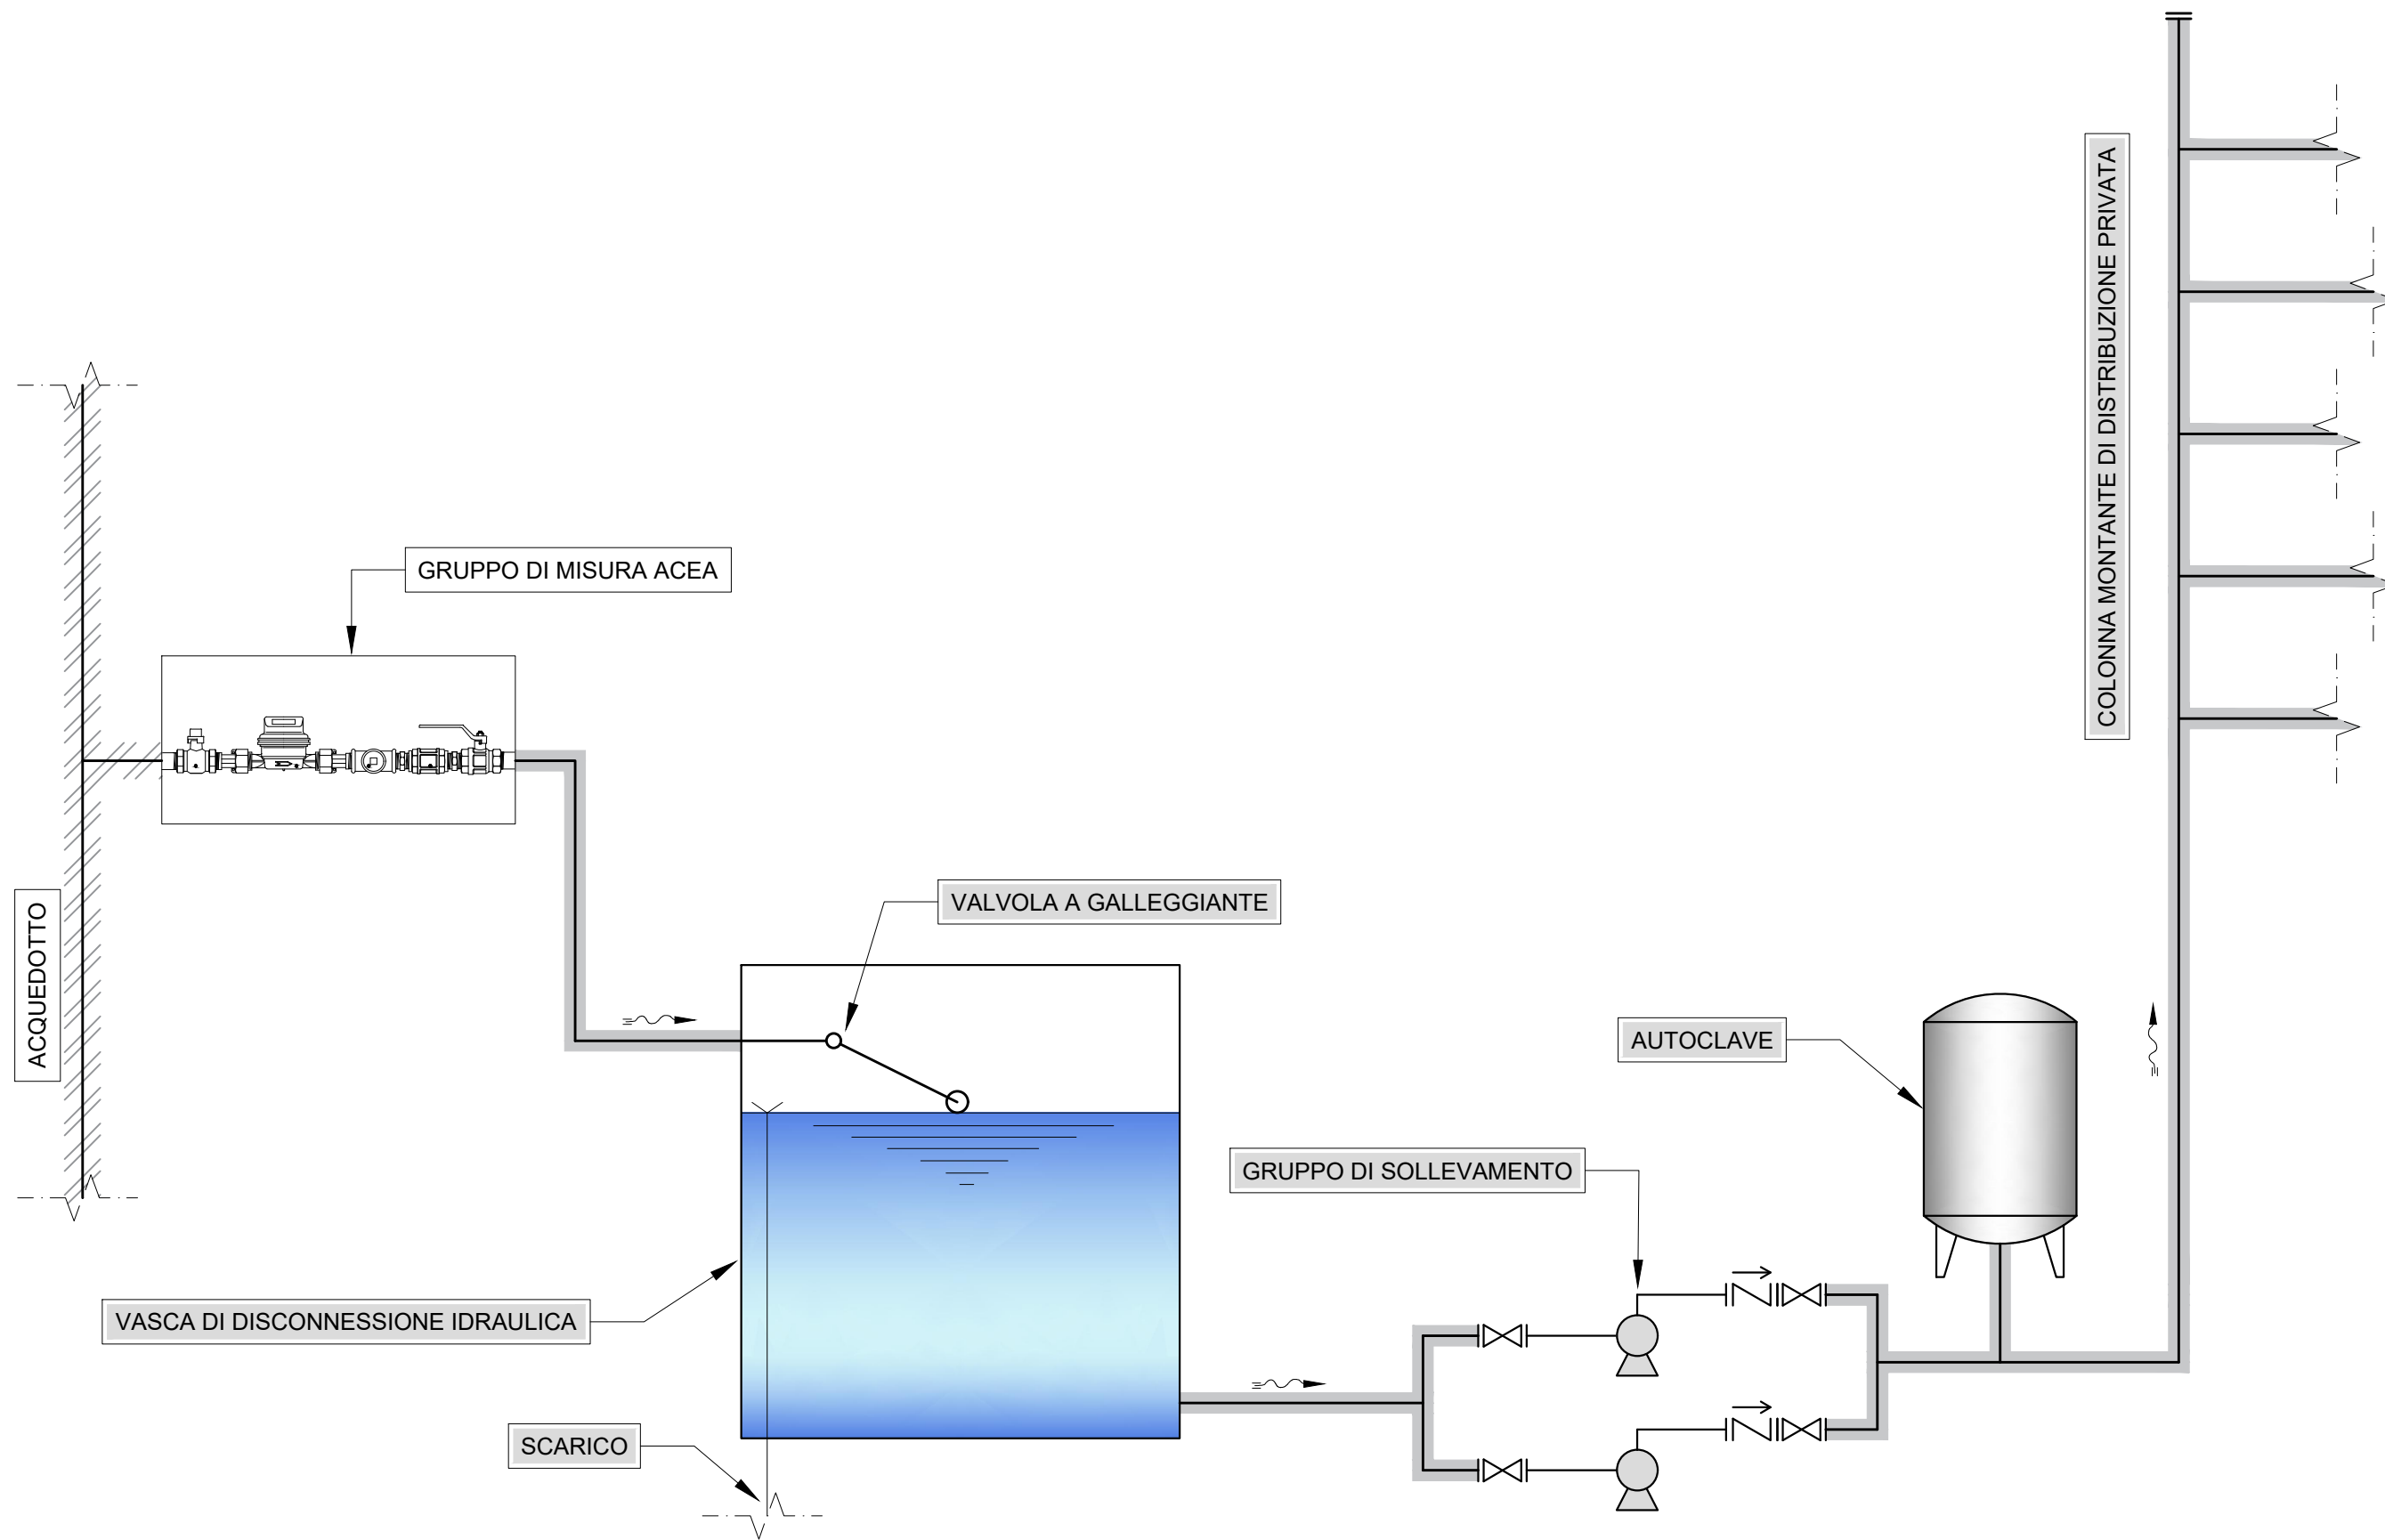 COLONNA MONTANTE DI DISTRIBUZIONE PRIVATA
GRUPPO DI MISURA ACEA
ACQUEDOTTO
VALVOLA A GALLEGGIANTE
AUTOCLAVE
GRUPPO DI SOLLEVAMENTO
VASCA DI DISCONNESSIONE IDRAULICA
SCARICO